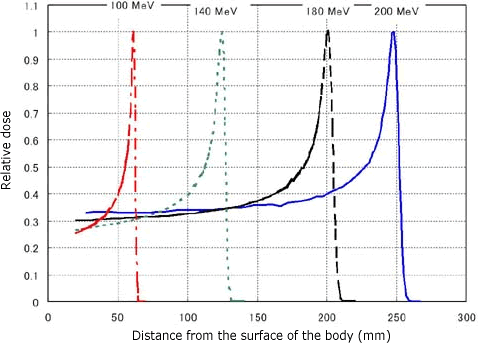 1.1
100 MeV
140 MeV
180 MeV 200 MeV
1
0.9
0.8
0.7
0.6
0.5
0.4
0.3
0.2
0.1
0
Relative dose
0 50 100 150 200 250 300
Distance from the surface of the body (mm)